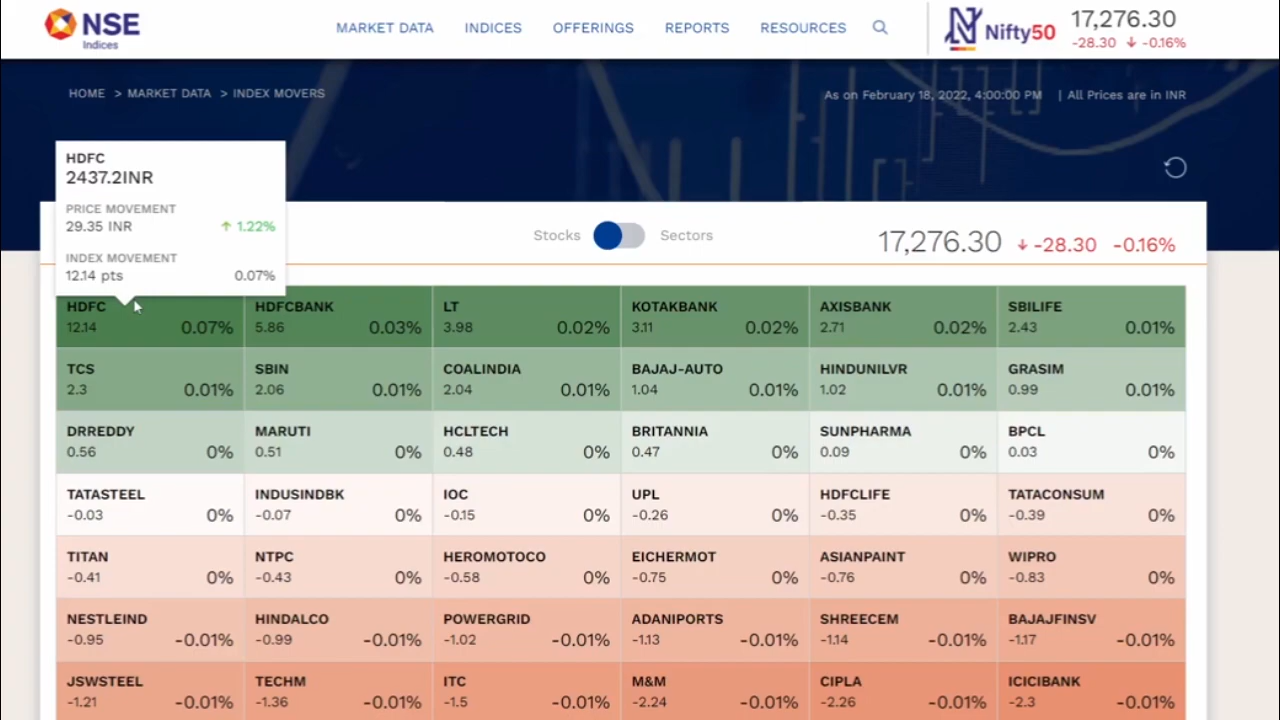 NSE
Indices
MARKET DATA INDICES OFFERINGS REPORTS RESOURCES
Nifty50
17,276.30
-28.30 ↓ -0.16%
HOME > MARKET DATA > INDEX MOVERS
As on February 18, 2022, 4:00:00 PM | All Prices are in INR
HDFC
2437.2INR
PRICE MOVEMENT
29.35 INR ↑ 1.22%
INDEX MOVEMENT
12.14 pts 0.07%
Stocks Sectors
17,276.30 ↓ -28.30 -0.16%
HDFC HDFCBANK LT KOTAKBANK AXISBANK SBILIFE
12.14 0.07% 5.86 0.03% 3.98 0.02% 3.11 0.02% 2.71 0.02% 2.43 0.01%
TCS SBIN COALINDIA BAJAJ-AUTO HINDUNILVR GRASIM
2.3 0.01% 2.06 0.01% 2.04 0.01% 1.04 0.01% 1.02 0.01% 0.99 0.01%
DRREDDY MARUTI HCLTECH BRITANNIA SUNPHARMA BPCL
0.56 0% 0.51 0% 0.48 0% 0.47 0% 0.09 0% 0.03 0%
TATASTEEL INDUSINDBK IOC UPL HDFCLIFE TATACONSUM
-0.03 0% -0.07 0% -0.15 0% -0.26 0% -0.35 0% -0.39 0%
TITAN NTPC HEROMOTOCO EICHERMOT ASIANPAINT WIPRO
-0.41 0% -0.43 0% -0.58 0% -0.75 0% -0.76 0% -0.83 0%
NESTLEIND HINDALCO POWERGRID ADANIPORTS SHREECEM BAJAJFINSV
-0.95 -0.01% -0.99 -0.01% -1.02 -0.01% -1.13 -0.01% -1.14 -0.01% -1.17 -0.01%
JSWSTEEL TECHM ITC M&M CIPLA ICICIBANK
-1.21 -0.01% -1.36 -0.01% -1.5 -0.01% -2.24 -0.01% -2.26 -0.01% -2.3 -0.01%